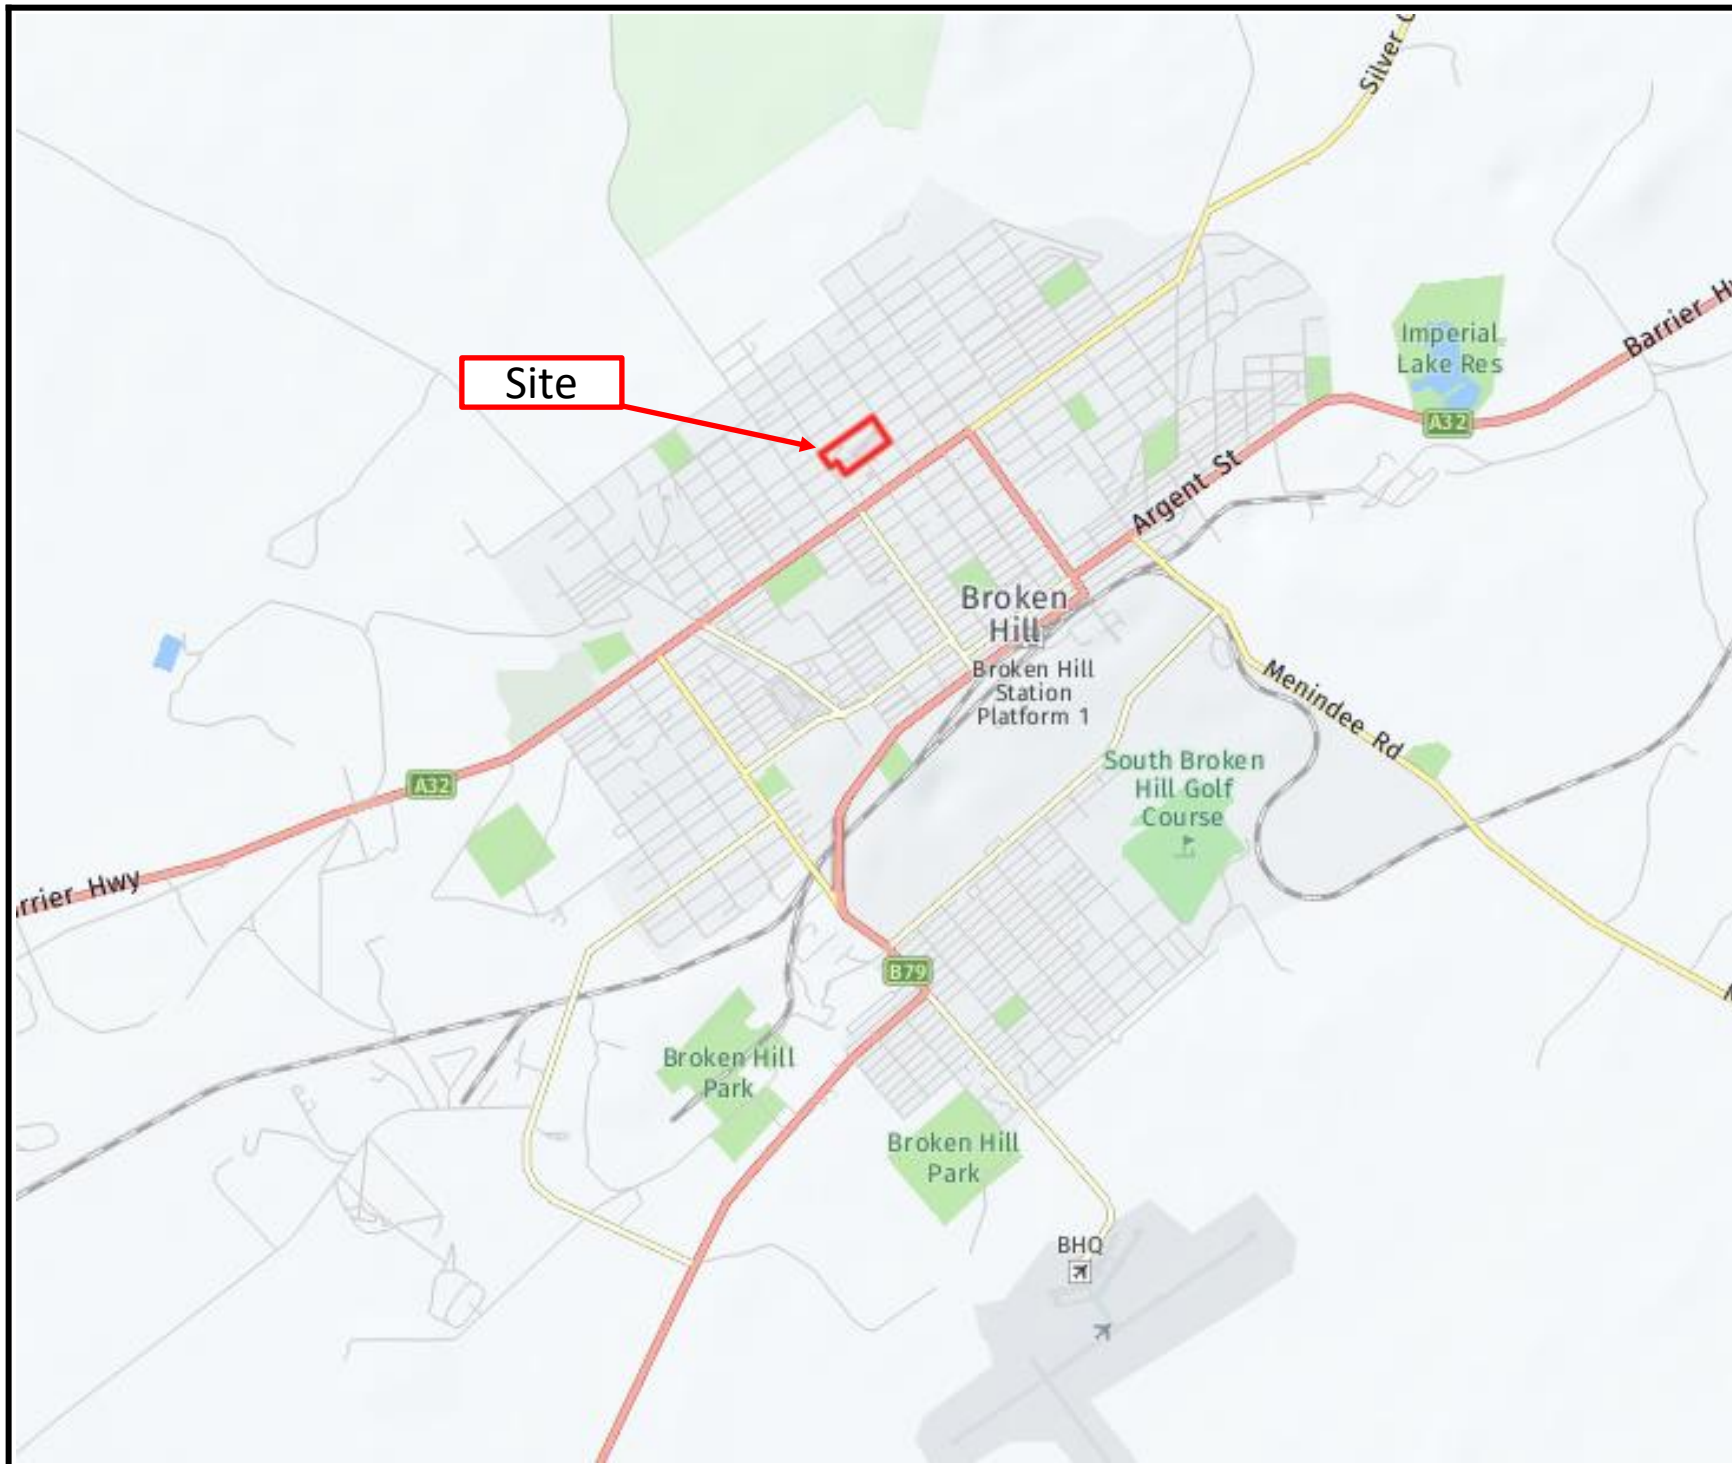 Silver C
Imperial
Lake Res
Barrier H
Site
A32
Argent St
Broken
Hill
Broken Hill
Station
Platform 1
Menindee Rd
South Broken
Hill Golf
Course
A32
rrier Hwy
B79
Broken Hill
Park
Broken Hill
Park
BHQ